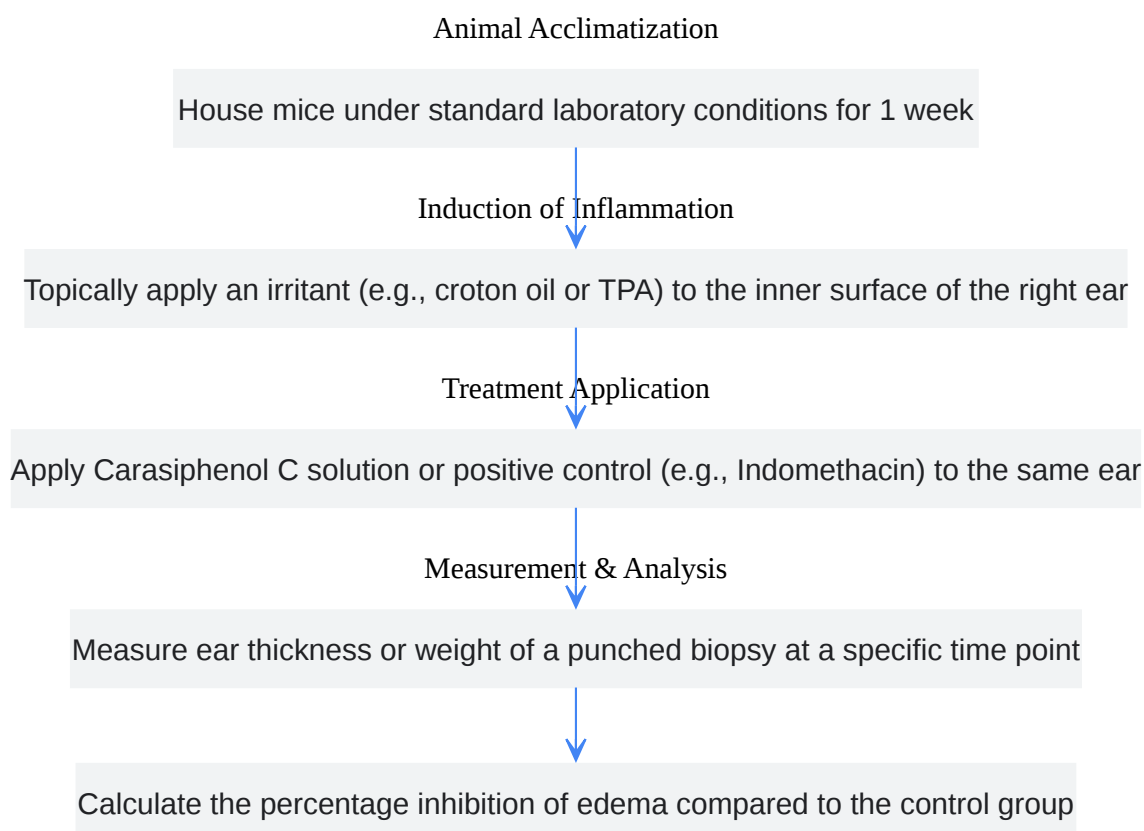 Animal Acclimatization
House mice under standard laboratory conditions for 1 week
Induction of Inflammation
Topically apply an irritant (e.g., croton oil or TPA) to the inner surface of the right ear
Treatment Application
Apply Carasiphenol C solution or positive control (e.g., Indomethacin) to the same ear
Measurement & Analysis
Measure ear thickness or weight of a punched biopsy at a specific time point
Calculate the percentage inhibition of edema compared to the control group